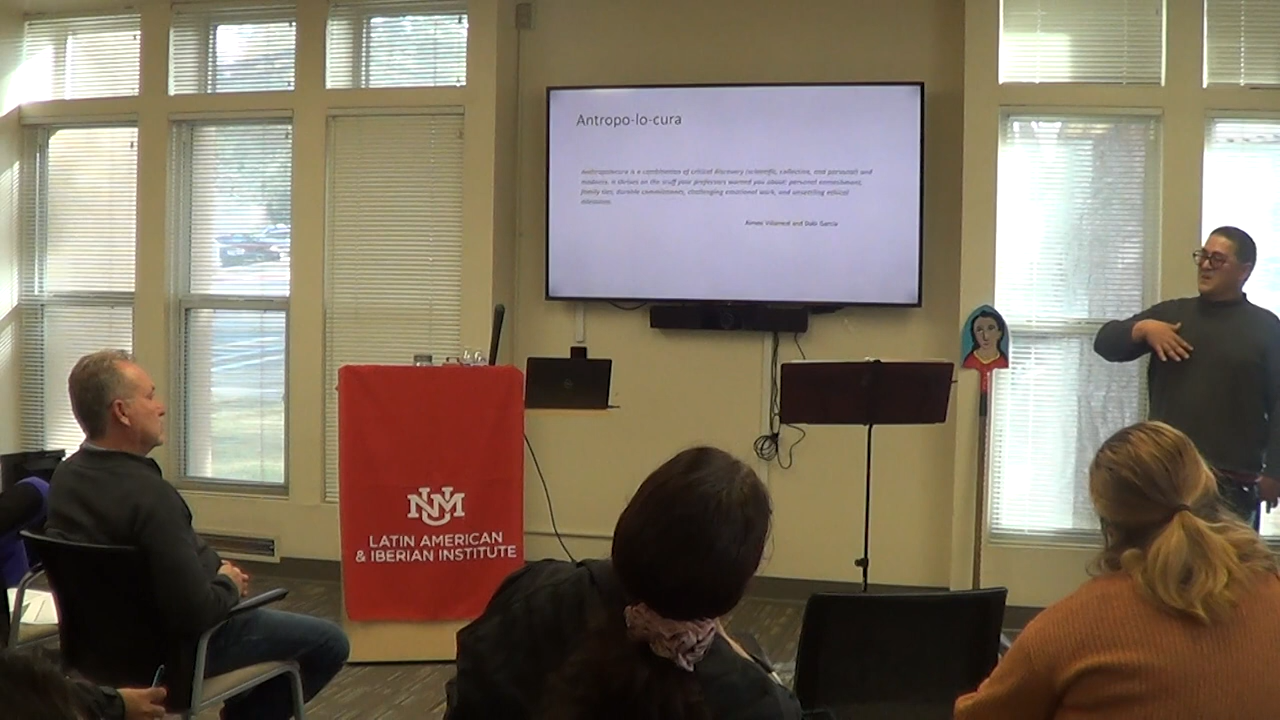 Antropo-lo-cura
Antropolocura is a combination of critical discovery (scientific, collective, and personal) and
madness. It thrives on the stuff your professors warned you about: personal enmeshment,
family ties, durable commitments, challenging emotional work, and unsettling ethical
dilemmas.
Aimee Villarreal and Dalo Garcia
UNM
LATIN AMERICAN
& IBERIAN INSTITUTE